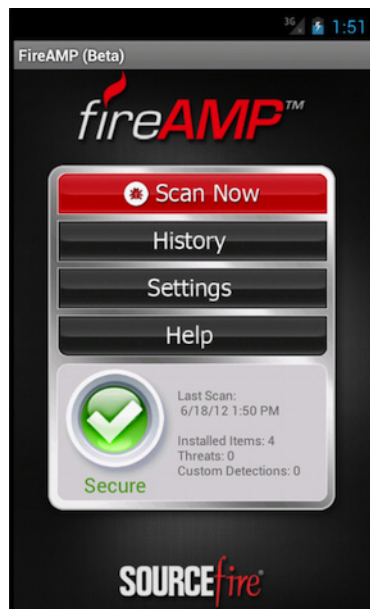 3G 1:51
FireAMP (Beta)
fireAMP™
Scan Now
History
Settings
Help
Last Scan:
6/18/12 1:50 PM
Installed Items: 4
Threats: 0
Custom Detections: 0
Secure
SOURCEfire®